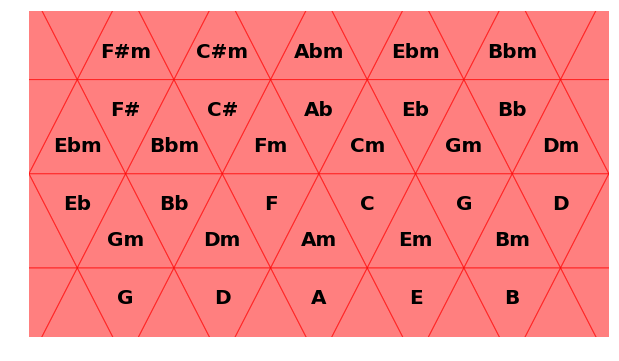 F#m C#m Abm Ebm Bbm
F# C# Ab Eb Bb
Ebm Bbm Fm Cm Gm Dm
Eb Bb F C G D
Gm Dm Am Em Bm
G D A E B